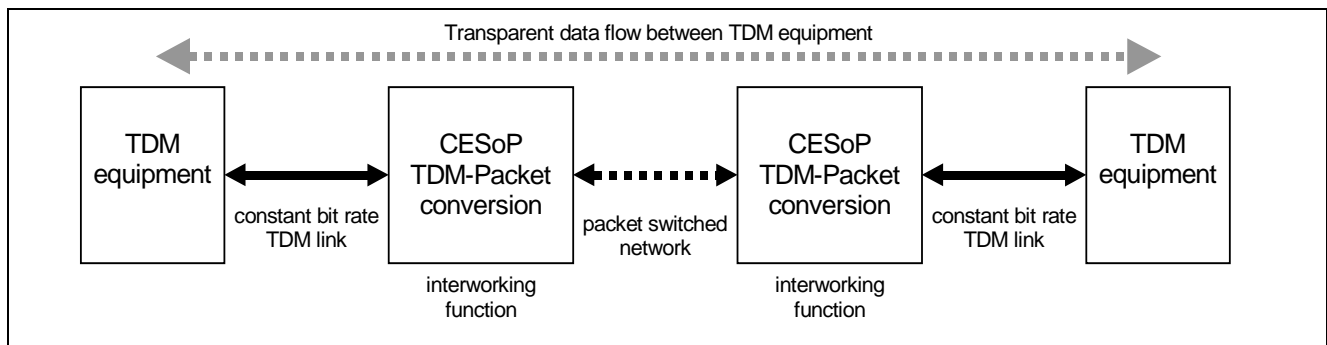 Transparent data flow between TDM equipment
TDM
equipment
constant bit rate
TDM link
CESoP
TDM-Packet
conversion
interworking
function
packet switched
network
CESoP
TDM-Packet
conversion
interworking
function
constant bit rate
TDM link
TDM
equipment